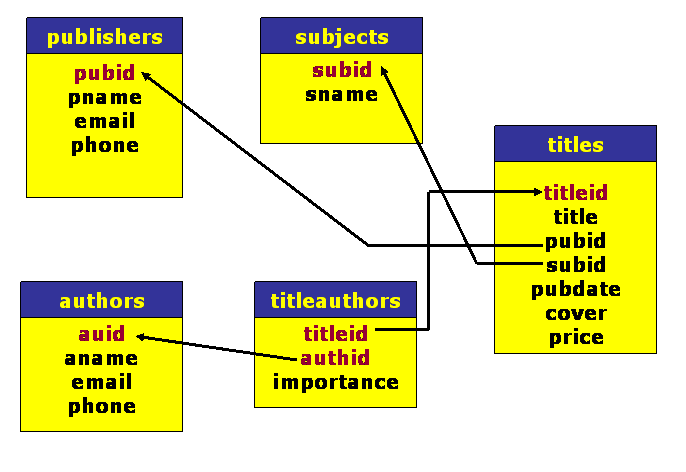 publishers
pubid
pname
email
phone
subjects
subid
sname
titles
titleid
title
pubid
subid
pubdate
cover
price
authors
auid
aname
email
phone
titleauthors
titleid
authid
importance